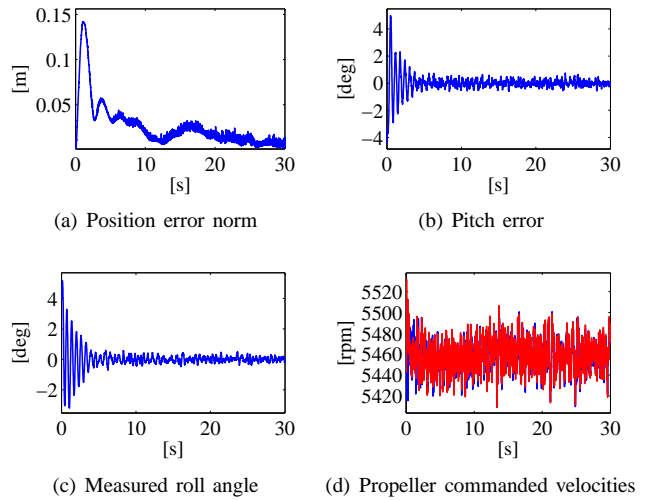 0.15
0.1
0.05
[m]
0
10
20
30
[s]
(a) Position error norm
4
2
0
−2
−4
[deg]
0
10
20
30
[s]
(b) Pitch error
4
2
0
−2
[deg]
0
10
20
30
[s]
(c) Measured roll angle
5520
5500
5480
5460
5440
5420
[rpm]
0
10
20
30
[s]
(d) Propeller commanded velocities